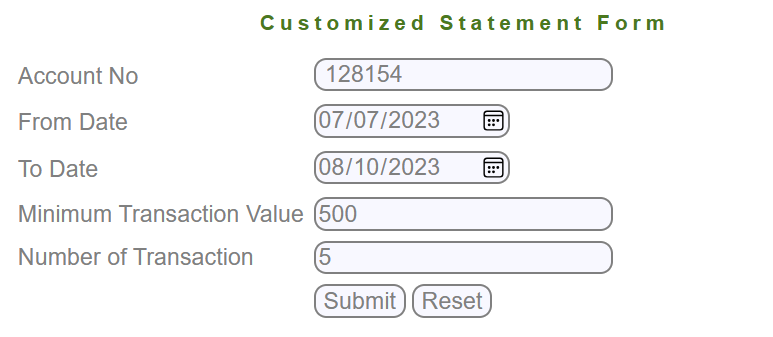 Customized Statement Form
Account No 128154
From Date 07/07/2023
To Date 08/10/2023
Minimum Transaction Value 500
Number of Transaction 5
Submit Reset